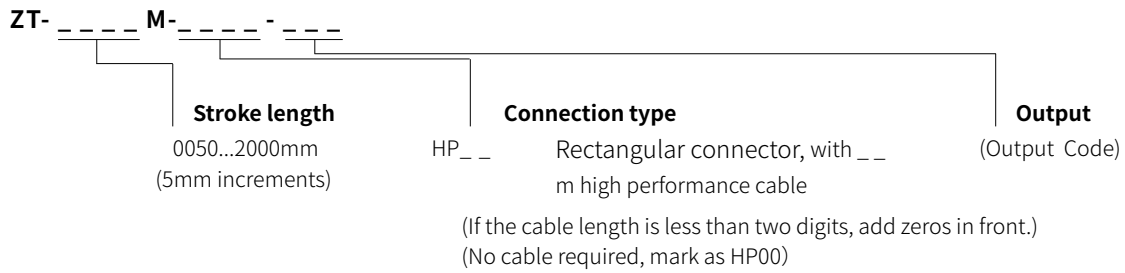 ZT- _ _ _ _ M-_ _ _ _ - _ _ _
Stroke length Connection type Output
0050...2000mm HP_ _ Rectangular connector, with _ _ (Output Code)
(5mm increments) m high performance cable
(If the cable length is less than two digits, add zeros in front.)
(No cable required, mark as HP00）